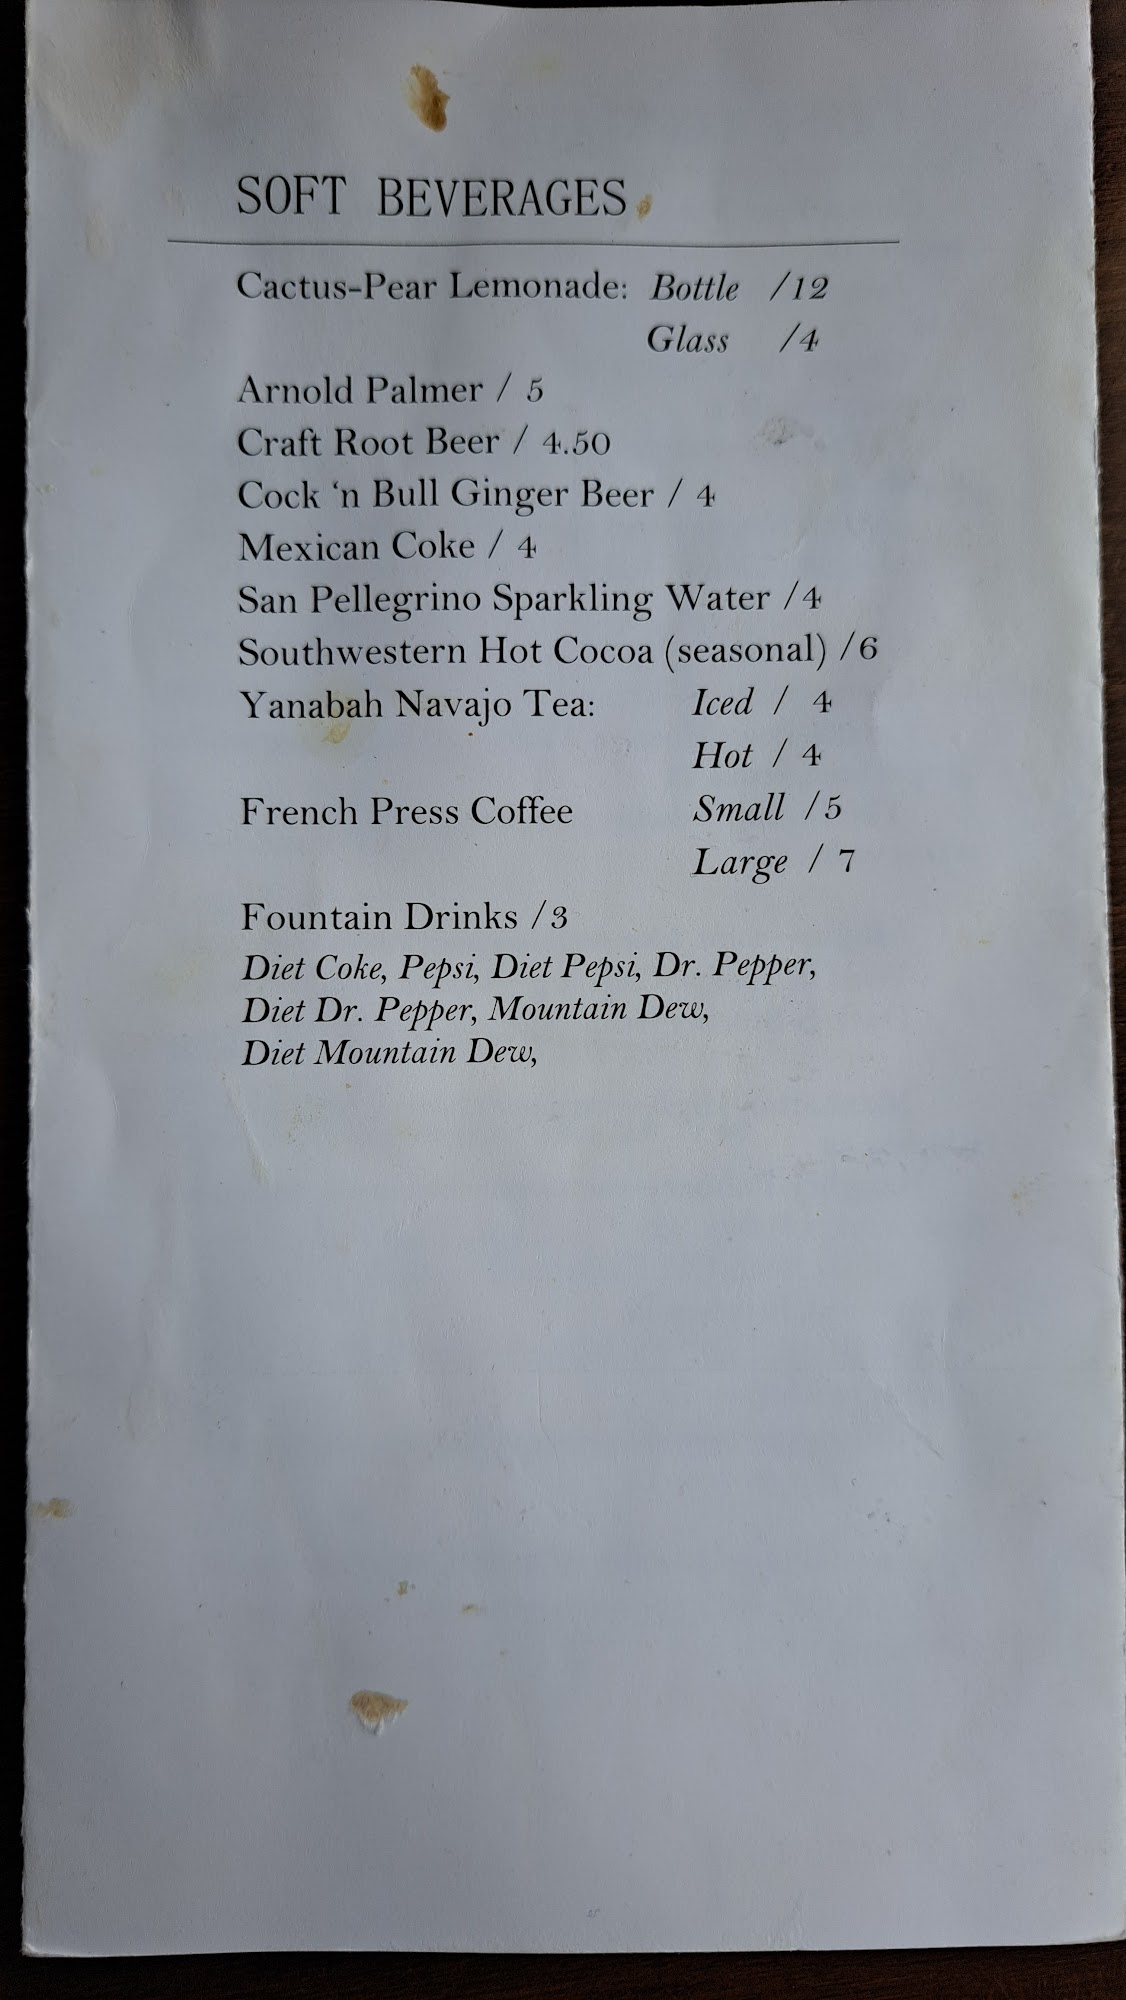 SOFT BEVERAGES
Cactus-Pear Lemonade: Bottle /12
Glass /4
Arnold Palmer / 5
Craft Root Beer / 4.50
Cock ‘n Bull Ginger Beer / 4
Mexican Coke / 4
San Pellegrino Sparkling Water /4
Southwestern Hot Cocoa (seasonal) /6
Yanabah Navajo Tea: Iced / 4
Hot / 4
French Press Coffee Small /5
Large / 7
Fountain Drinks /3
Diet Coke, Pepsi, Diet Pepsi, Dr. Pepper,
Diet Dr. Pepper, Mountain Dew,
Diet Mountain Dew,